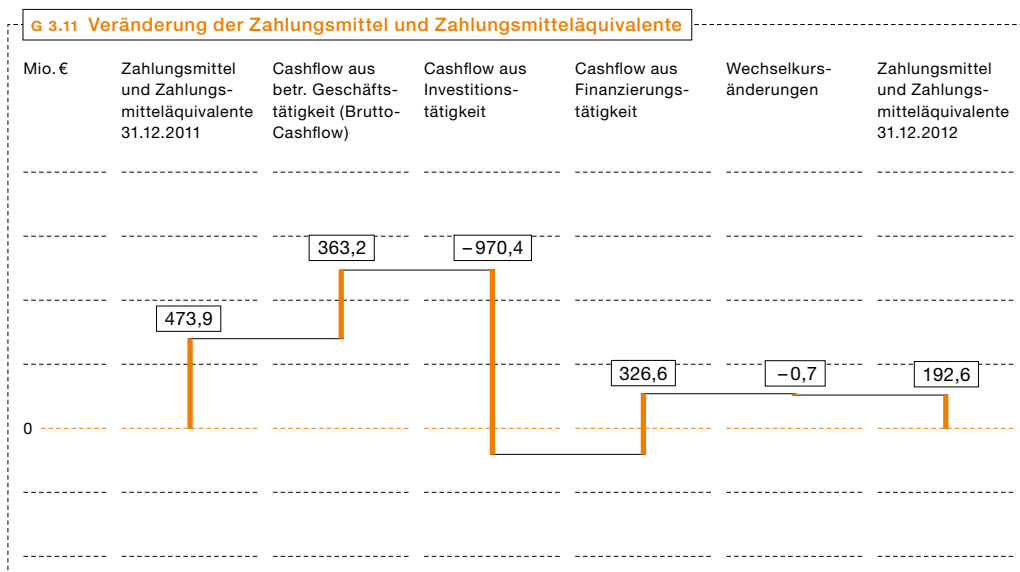 G 3.11 Veränderung der Zahlungsmittel und Zahlungsmitteläquivalente
Mio. €
Zahlungsmittel
und Zahlungs-
mitteläquivalente
31.12.2011
Cashflow aus
betr. Geschäfts-
tätigkeit (Brutto-
Cashflow)
Cashflow aus
Investitions-
tätigkeit
Cashflow aus
Finanzierungs-
tätigkeit
Wechselkurs-
änderungen
Zahlungsmittel
und Zahlungs-
mitteläquivalente
31.12.2012
473,9
363,2
–970,4
326,6
–0,7
192,6
0